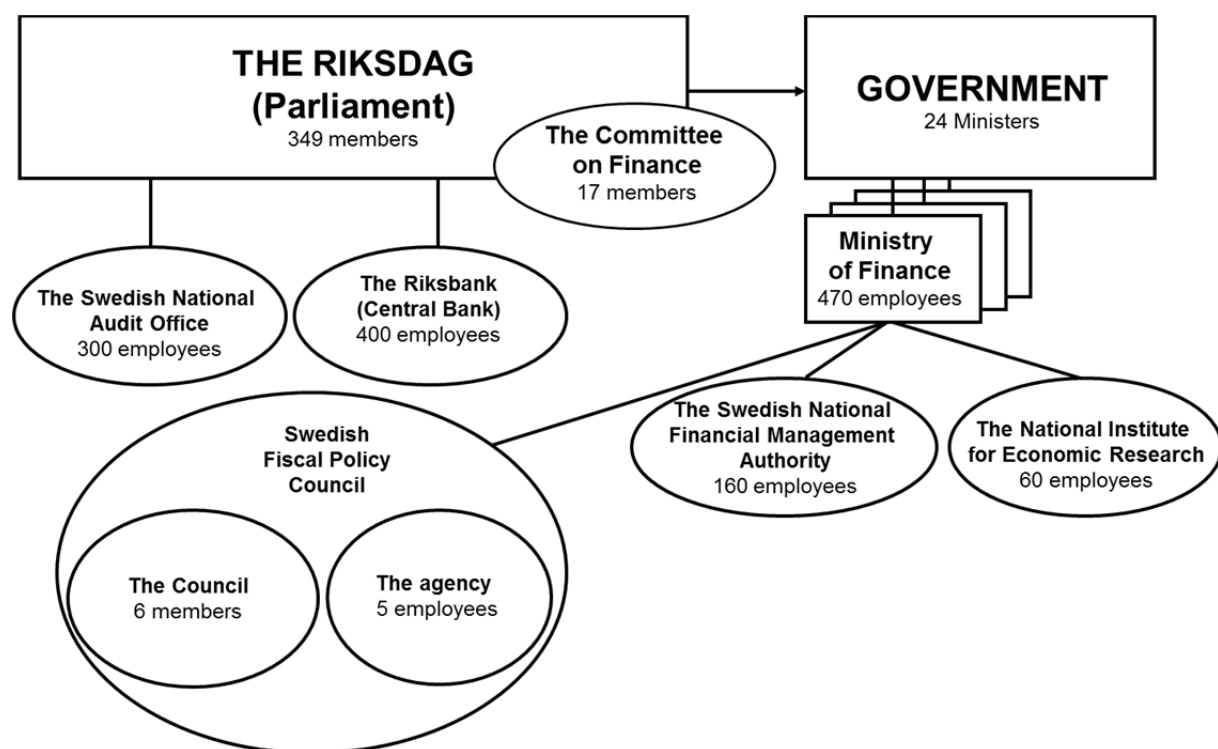 THE RIKSDAG
(Parliament)
349 members
GOVERNMENT
24 Ministers
The Committee
on Finance
17 members
Ministry
of Finance
470 employees
The Swedish National
Audit Office
300 employees
The Riksbank
(Central Bank)
400 employees
Swedish
Fiscal Policy
Council
The Swedish National
Financial Management
Authority
160 employees
The National Institute
for Economic Research
60 employees
The Council
6 members
The agency
5 employees